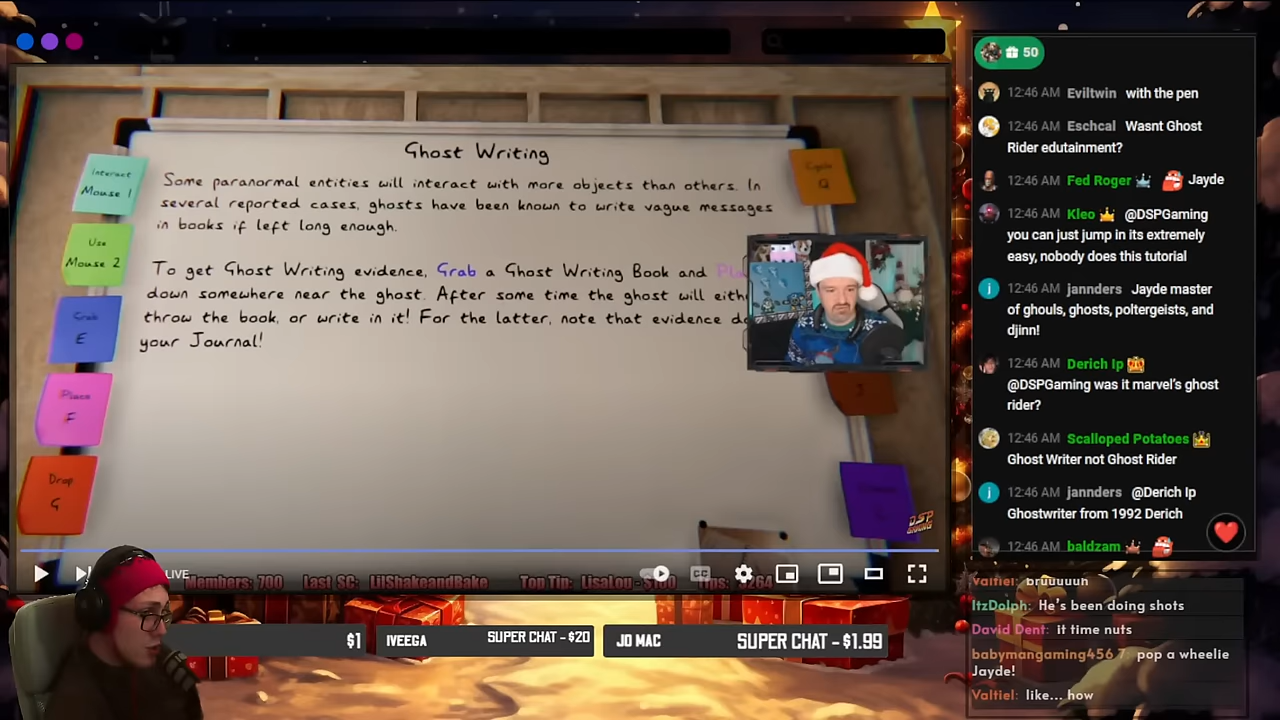 Ghost Writing
Some paranormal entities will interact with more objects than others. In
several reported cases, ghosts have been known to write vague messages
in books if left long enough.
To get Ghost Writing evidence, Grab a Ghost Writing Book and
down somewhere near the ghost. After some time the ghost will
throw the book, or write in it! For the latter, note that evidence
your Journal!
Interact
Mouse 1
Use
Mouse 2
Grab
E
Place
F
Drop
G
Q
J
DSP
GAMING
LIVE
Members: 700
Last SC: LilShakeandBake
Top Tip: LisaLou -
CC
$1
IVEEGA
SUPER CHAT - $20
JD MAC
SUPER CHAT - $1.99
50
12:46 AM Eviltwin with the pen
12:46 AM Eschcal Wasnt Ghost
Rider edutainment?
12:46 AM Fed Roger Jayde
12:46 AM Kleo @DSPGaming
you can just jump in its extremely
easy, nobody does this tutorial
12:46 AM jannders Jayde master
of ghouls, ghosts, poltergeists, and
djinn!
12:46 AM Derich Ip
@DSPGaming was it marvel's ghost
rider?
12:46 AM Scalloped Potatoes
Ghost Writer not Ghost Rider
12:46 AM jannders @Derich Ip
Ghostwriter from 1992 Derich
12:46 AM baldzam
Valtiel: bruuuuuh
ItzDolph: He's been doing shots
David Dent: it time nuts
babymangaming456 7: pop a wheelie
Jayde!
Valtiel: like... how